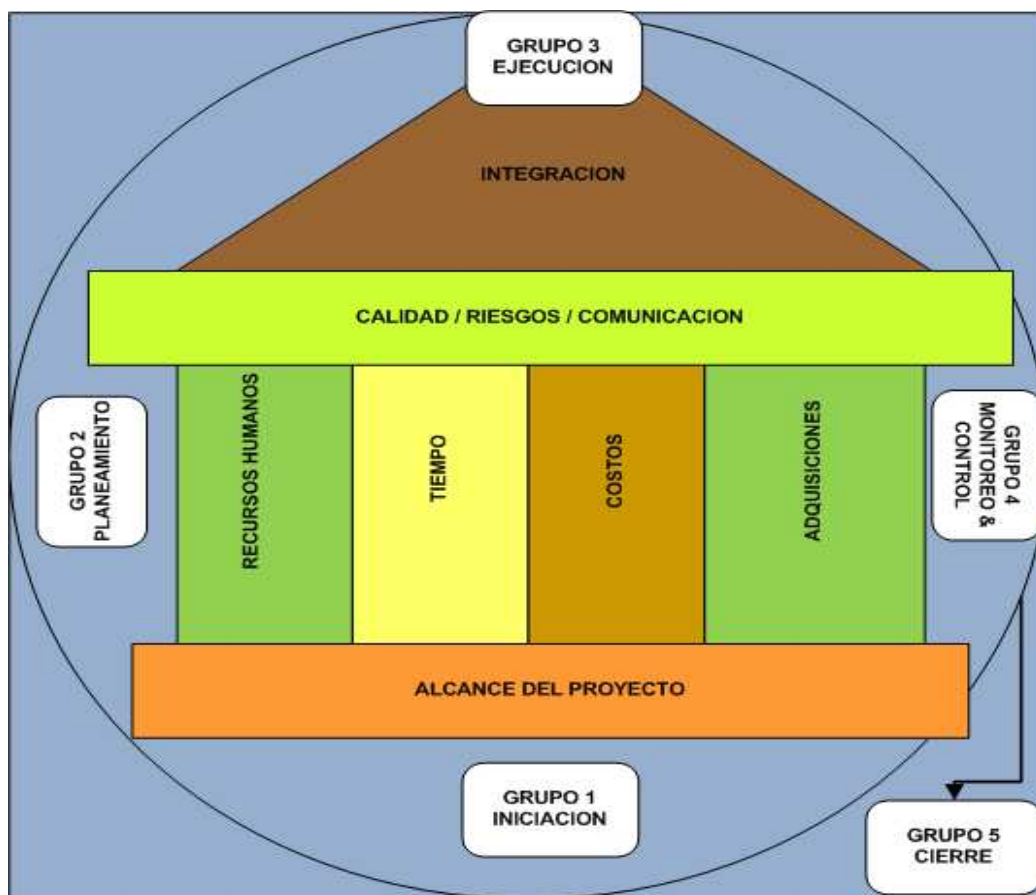 GRUPO 3
EJECUCION
INTEGRACION
CALIDAD / RIESGOS / COMUNICACION
GRUPO 2
PLANEAMIENTO
RECURSOS HUMANOS
TIEMPO
COSTOS
ADQUISICIONES
GRUPO 4
MONITOREO &
CONTROL
ALCANCE DEL PROYECTO
GRUPO 1
INICIACION
GRUPO 5
CIERRE